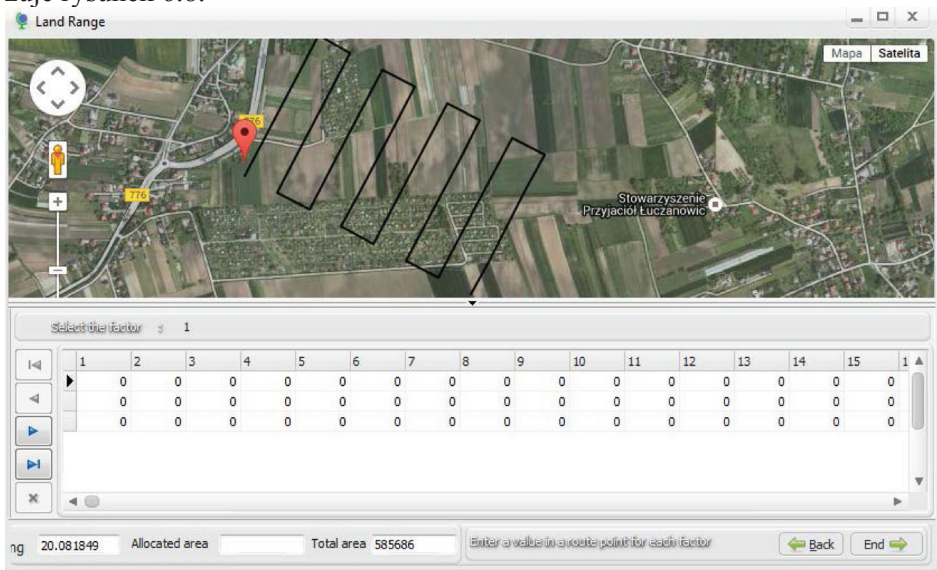 Land Range
Mapa Satelita
776
776
Stowarzyszenie
Przyjaciół Łuczanowic
Select the factor : 1
1 2 3 4 5 6 7 8 9 10 11 12 13 14 15 1
0 0 0 0 0 0 0 0 0 0 0 0 0 0 0
0 0 0 0 0 0 0 0 0 0 0 0 0 0 0
0 0 0 0 0 0 0 0 0 0 0 0 0 0 0
ng 20.081849 Allocated area Total area 585686 Enter a value in a route point for each factor Back End